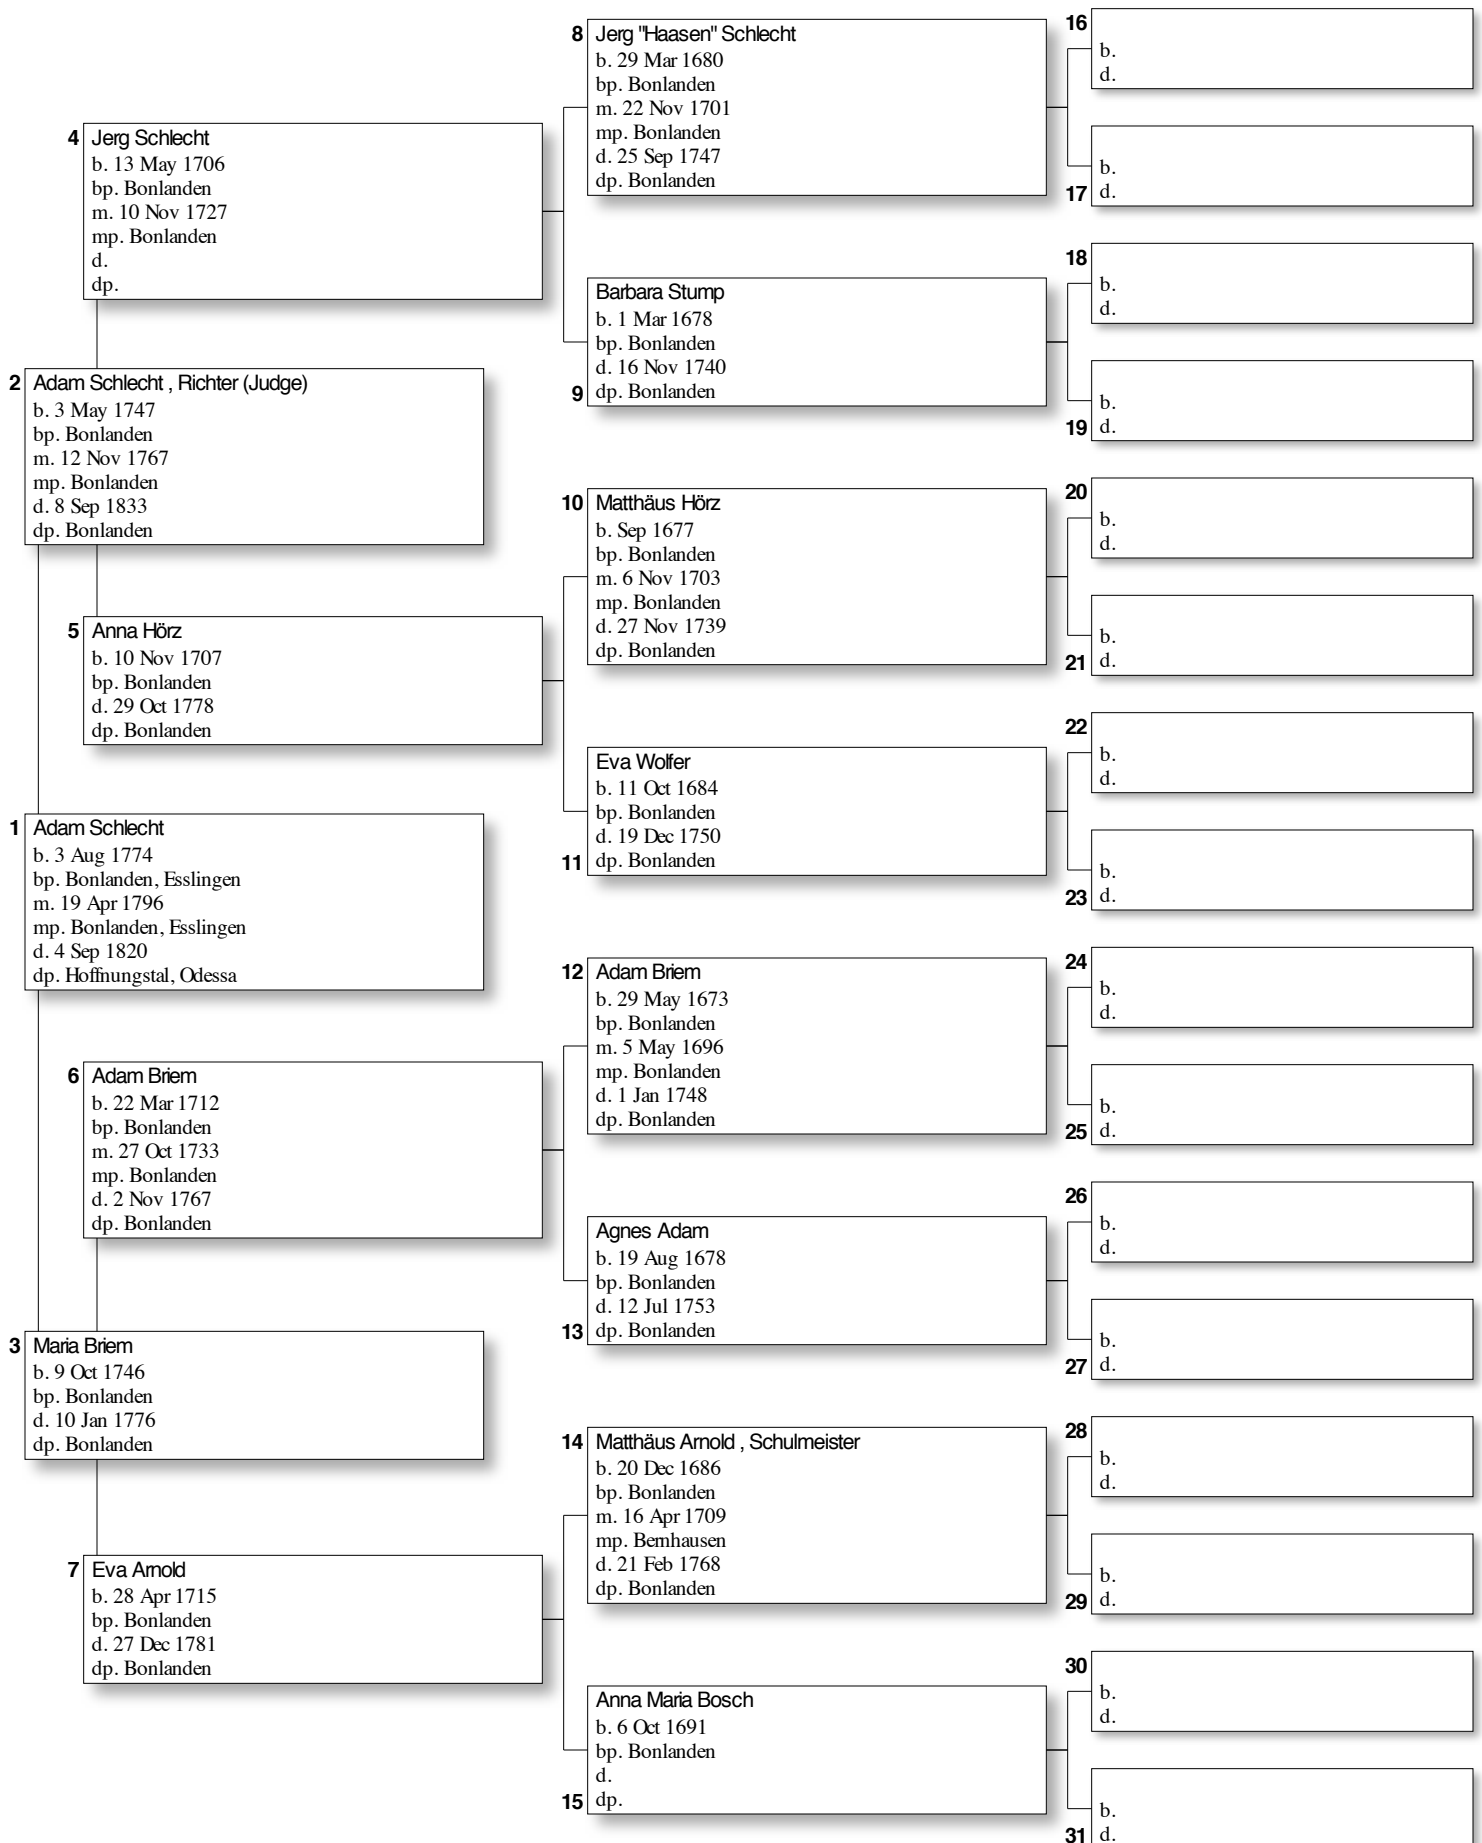 8 Jerg "Haasen" Schlecht
b. 29 Mar 1680
bp. Bonlanden
m. 22 Nov 1701
mp. Bonlanden
d. 25 Sep 1747
dp. Bonlanden
16
b.
d.
b.
17 d.
4 Jerg Schlecht
b. 13 May 1706
bp. Bonlanden
m. 10 Nov 1727
mp. Bonlanden
d.
dp.
Barbara Stump
b. 1 Mar 1678
bp. Bonlanden
d. 16 Nov 1740
9 dp. Bonlanden
18
b.
d.
b.
19 d.
2 Adam Schlecht , Richter (Judge)
b. 3 May 1747
bp. Bonlanden
m. 12 Nov 1767
mp. Bonlanden
d. 8 Sep 1833
dp. Bonlanden
10 Matthäus Hörz
b. Sep 1677
bp. Bonlanden
m. 6 Nov 1703
mp. Bonlanden
d. 27 Nov 1739
dp. Bonlanden
20
b.
d.
b.
21 d.
5 Anna Hörz
b. 10 Nov 1707
bp. Bonlanden
d. 29 Oct 1778
dp. Bonlanden
Eva Wolfer
b. 11 Oct 1684
bp. Bonlanden
d. 19 Dec 1750
11 dp. Bonlanden
22
b.
d.
b.
23 d.
1 Adam Schlecht
b. 3 Aug 1774
bp. Bonlanden, Esslingen
m. 19 Apr 1796
mp. Bonlanden, Esslingen
d. 4 Sep 1820
dp. Hoffnungstal, Odessa
12 Adam Briem
b. 29 May 1673
bp. Bonlanden
m. 5 May 1696
mp. Bonlanden
d. 1 Jan 1748
dp. Bonlanden
24
b.
d.
b.
25 d.
6 Adam Briem
b. 22 Mar 1712
bp. Bonlanden
m. 27 Oct 1733
mp. Bonlanden
d. 2 Nov 1767
dp. Bonlanden
Agnes Adam
b. 19 Aug 1678
bp. Bonlanden
d. 12 Jul 1753
13 dp. Bonlanden
26
b.
d.
b.
27 d.
3 Maria Briem
b. 9 Oct 1746
bp. Bonlanden
d. 10 Jan 1776
dp. Bonlanden
14 Matthäus Arnold , Schulmeister
b. 20 Dec 1686
bp. Bonlanden
m. 16 Apr 1709
mp. Bernhausen
d. 21 Feb 1768
dp. Bonlanden
28
b.
d.
b.
29 d.
7 Eva Arnold
b. 28 Apr 1715
bp. Bonlanden
d. 27 Dec 1781
dp. Bonlanden
Anna Maria Bosch
b. 6 Oct 1691
bp. Bonlanden
d.
15 dp.
30
b.
d.
b.
31 d.